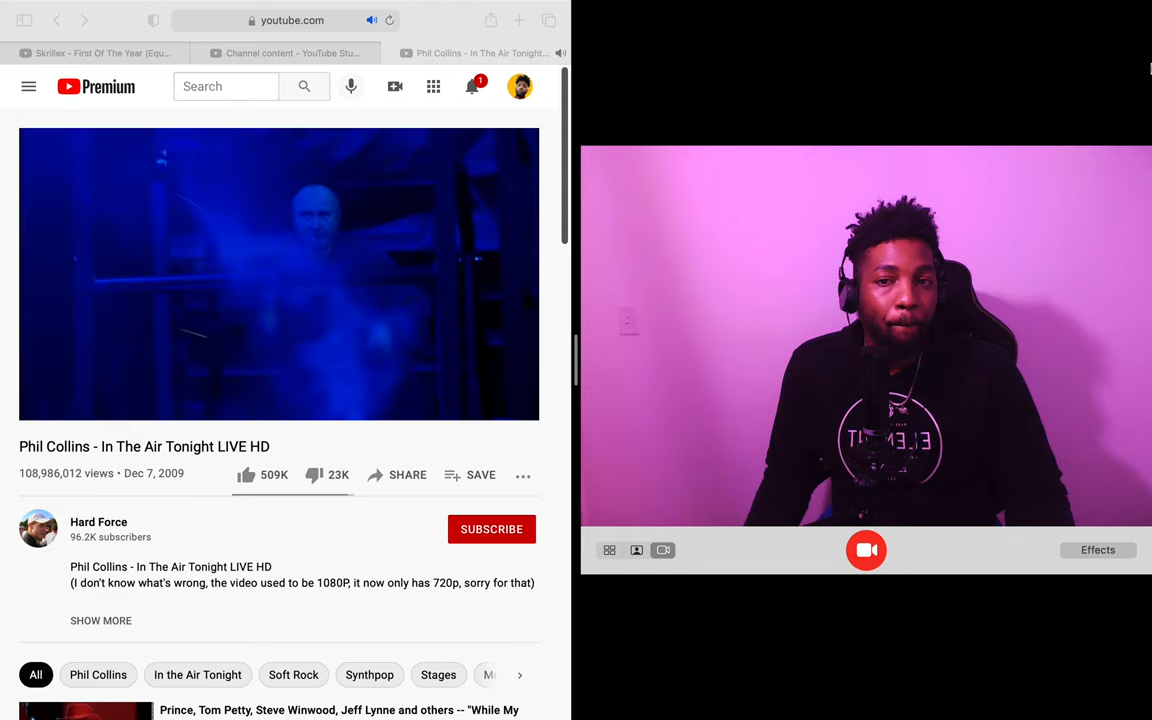 youtube.com
Skrillex - First Of The Year (Equ...
Channel content - YouTube Stu...
Phil Collins - In The Air Tonight...
Premium
Search
1
Phil Collins - In The Air Tonight LIVE HD
108,986,012 views • Dec 7, 2009
509K
23K
SHARE
SAVE
Hard Force
96.2K subscribers
SUBSCRIBE
Phil Collins - In The Air Tonight LIVE HD
(I don't know what's wrong, the video used to be 1080P, it now only has 720p, sorry for that)
SHOW MORE
All
Phil Collins
In the Air Tonight
Soft Rock
Synthpop
Stages
Prince, Tom Petty, Steve Winwood, Jeff Lynne and others -- "While My
ELEMENT
Effects